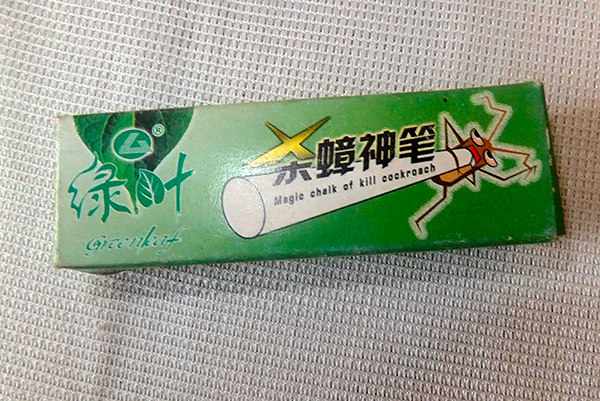 ®
绿叶
Greenleaf
杀蟑神笔
Magic chalk of kill cockroach